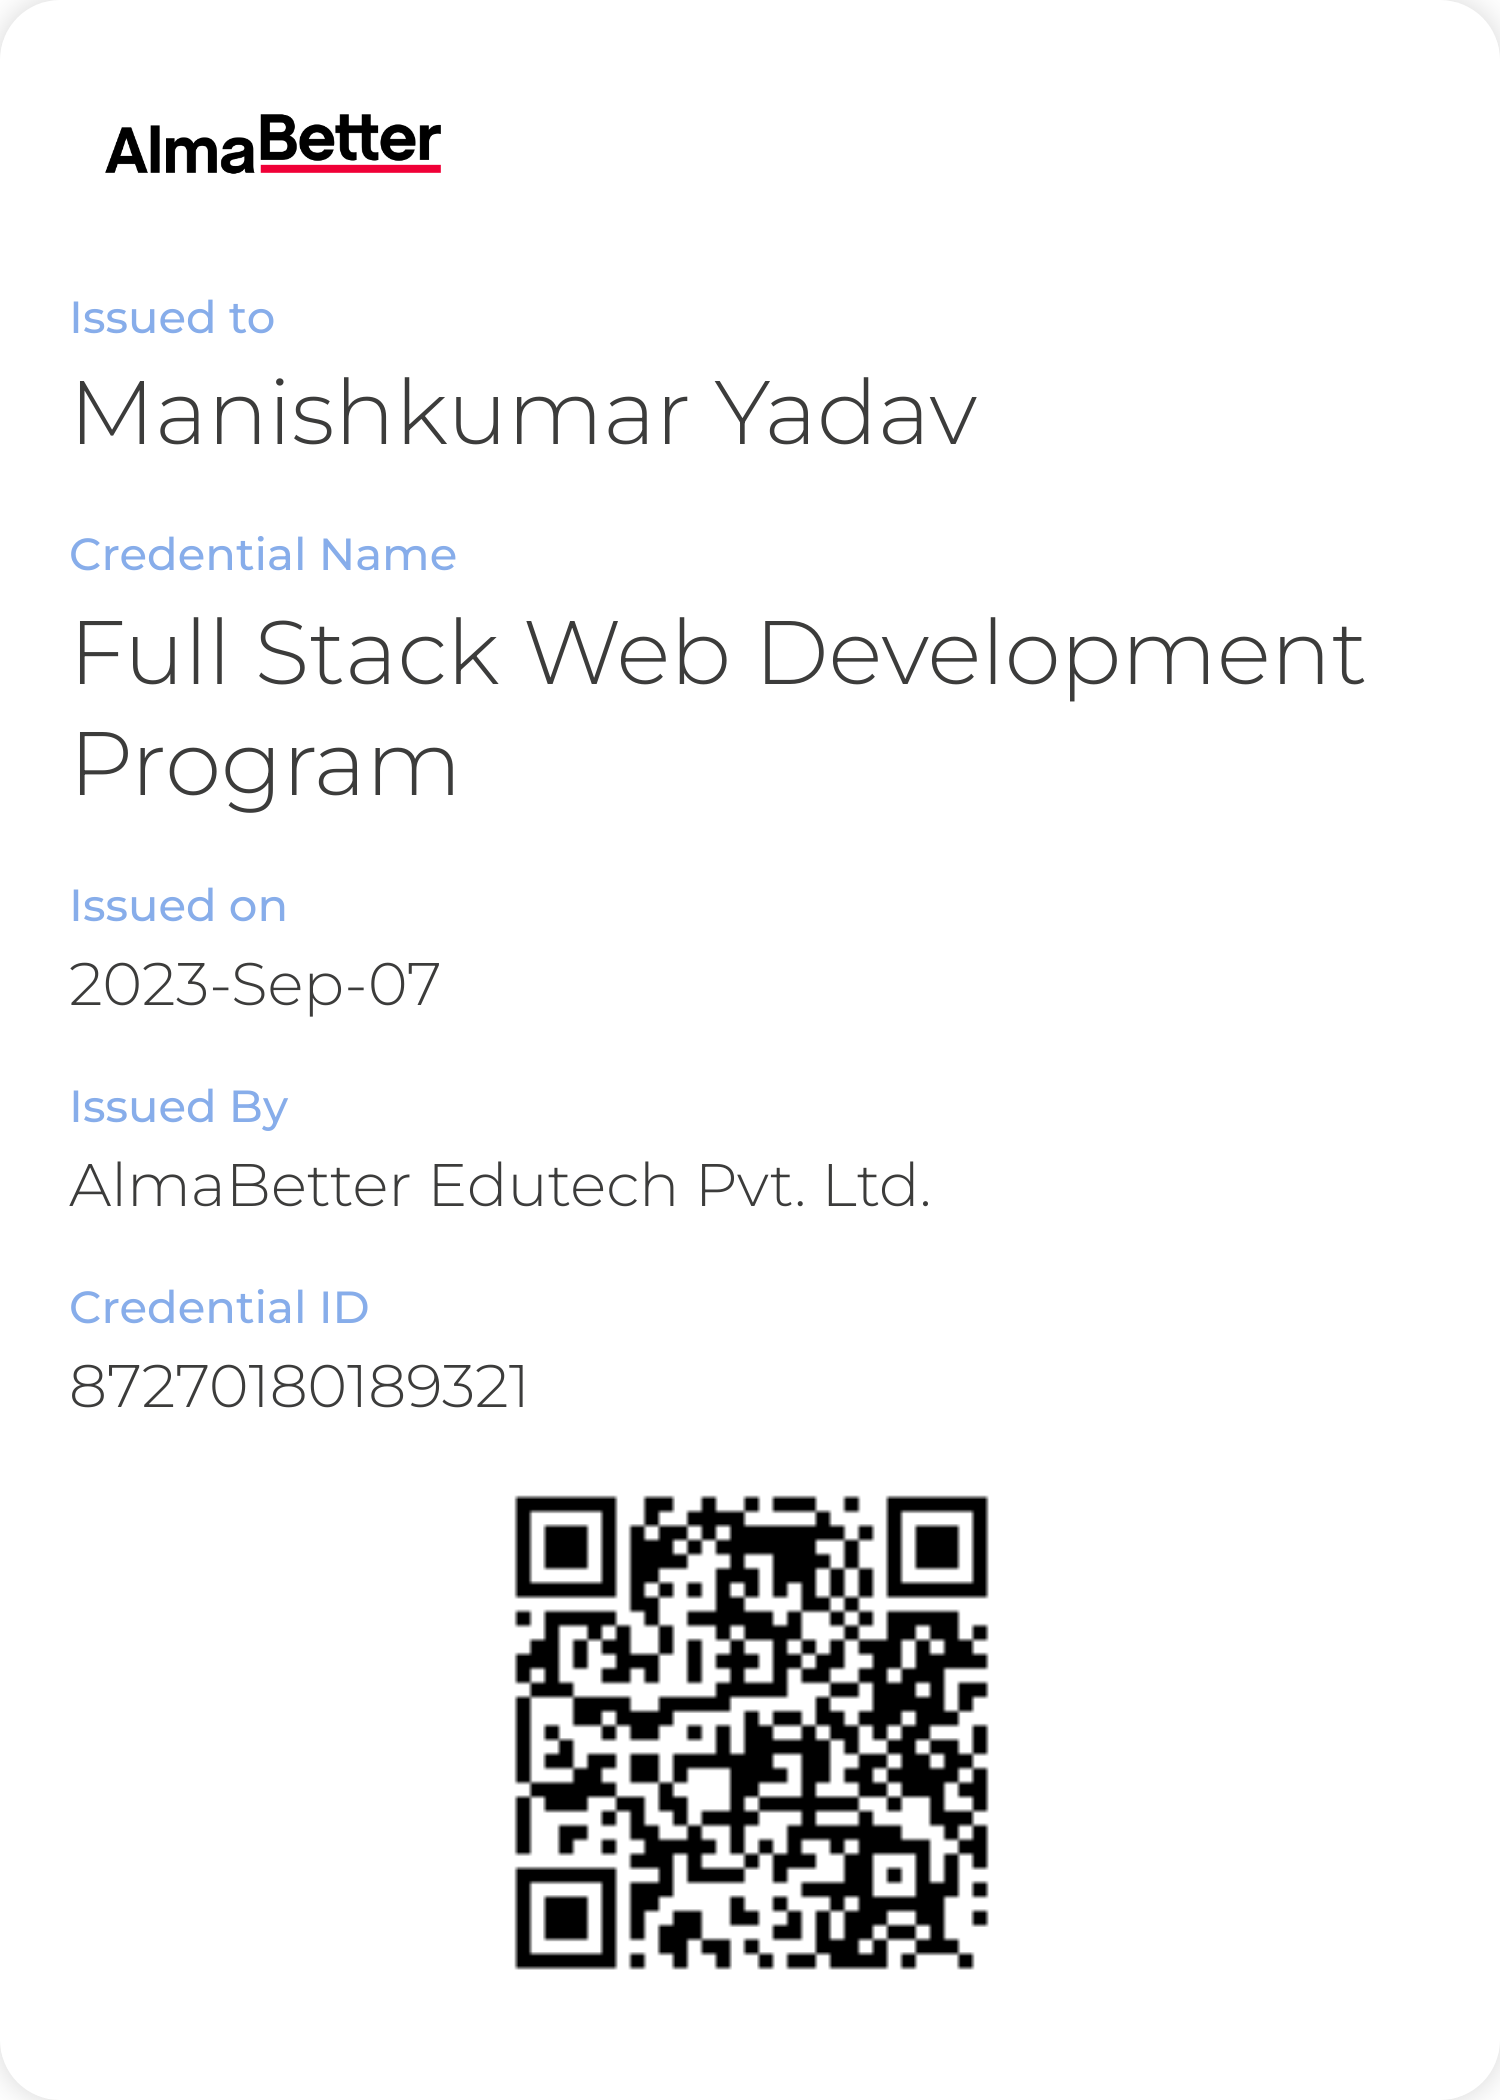 AlmaBetter
Issued to
Manishkumar Yadav
Credential Name
Full Stack Web Development
Program
Issued on
2023-Sep-07
Issued By
AlmaBetter Edutech Pvt. Ltd.
Credential ID
87270180189321